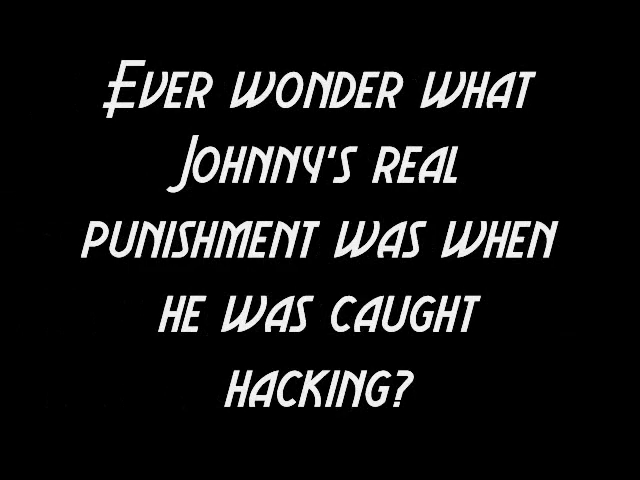 Ever wonder what
Johnny's real
punishment was when
he was caught
hacking?